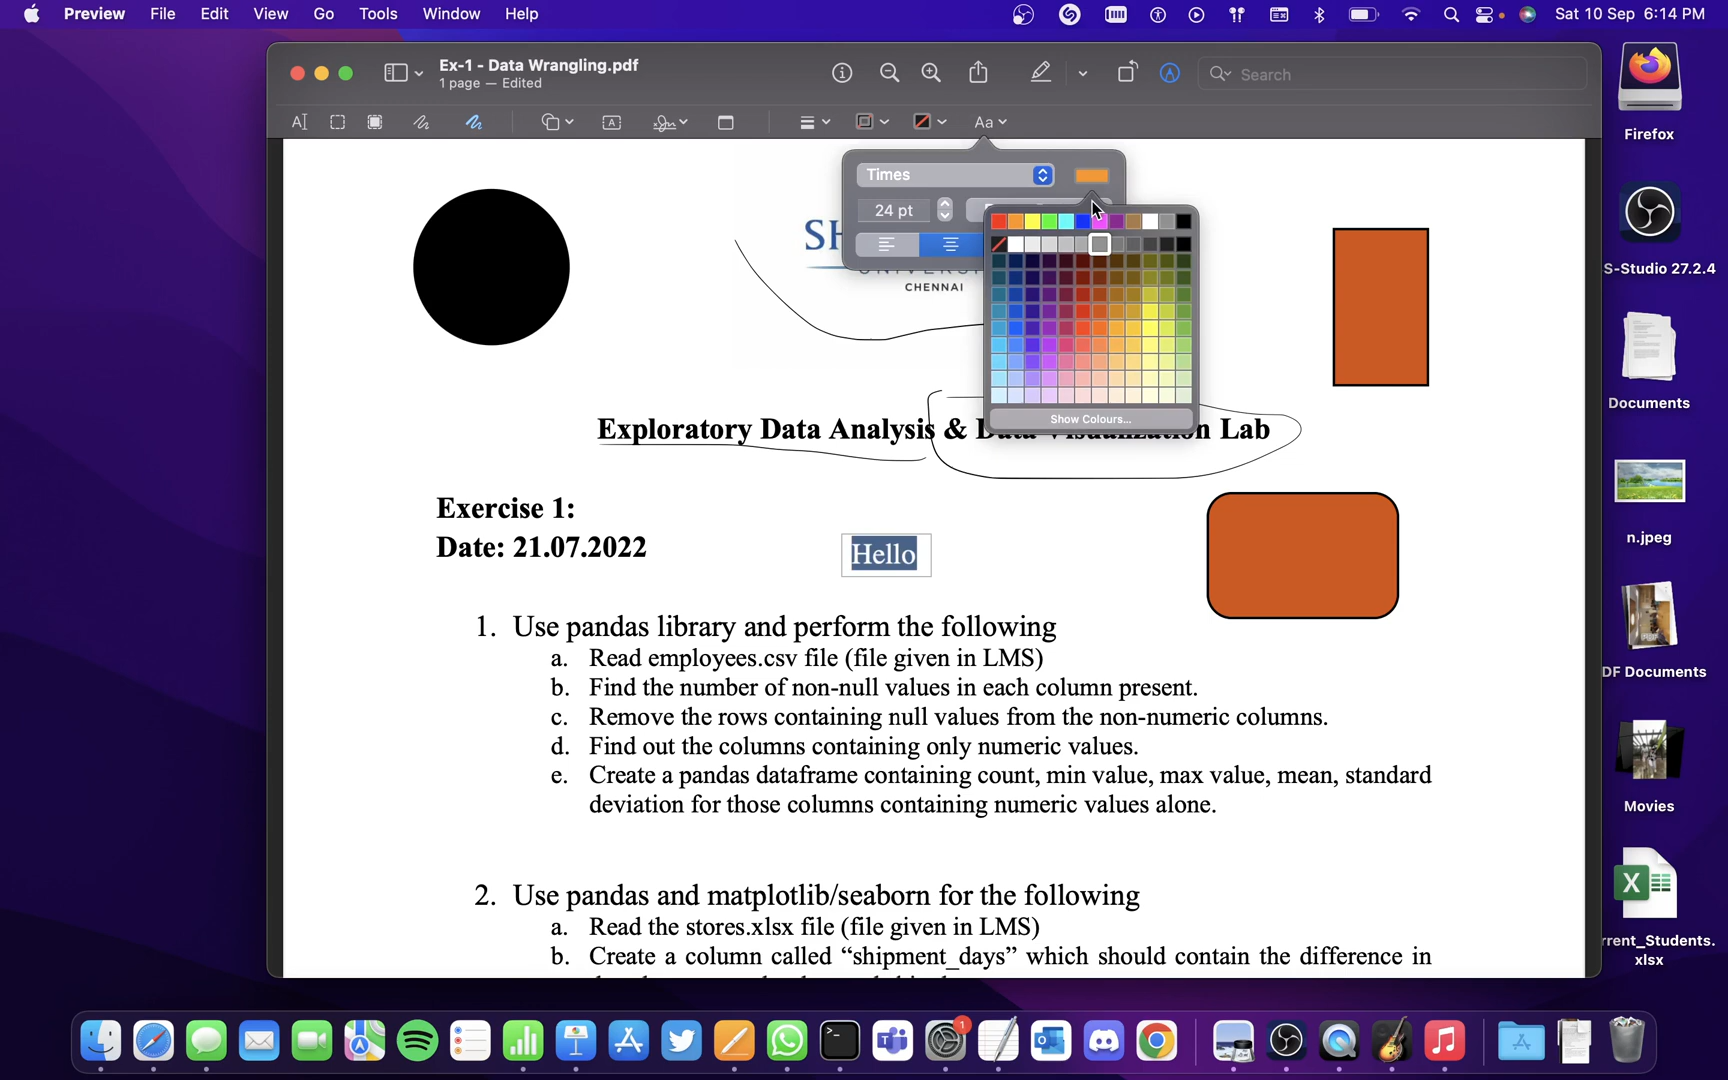 Preview File Edit View Go Tools Window Help Sat 10 Sep 6:14 PM
Ex-1 - Data Wrangling.pdf
1 page — Edited
Search
Aa
Times
24 pt
CHENNAI
Show Colours...
Exploratory Data Analysis & Data Visualization Lab
Exercise 1:
Date: 21.07.2022
Hello
1. Use pandas library and perform the following
a. Read employees.csv file (file given in LMS)
b. Find the number of non-null values in each column present.
c. Remove the rows containing null values from the non-numeric columns.
d. Find out the columns containing only numeric values.
e. Create a pandas dataframe containing count, min value, max value, mean, standard
deviation for those columns containing numeric values alone.
2. Use pandas and matplotlib/seaborn for the following
a. Read the stores.xlsx file (file given in LMS)
b. Create a column called “shipment_days” which should contain the difference in
Firefox
S-Studio 27.2.4
Documents
n.jpeg
DF Documents
Movies
rrent_Students.
xlsx
1